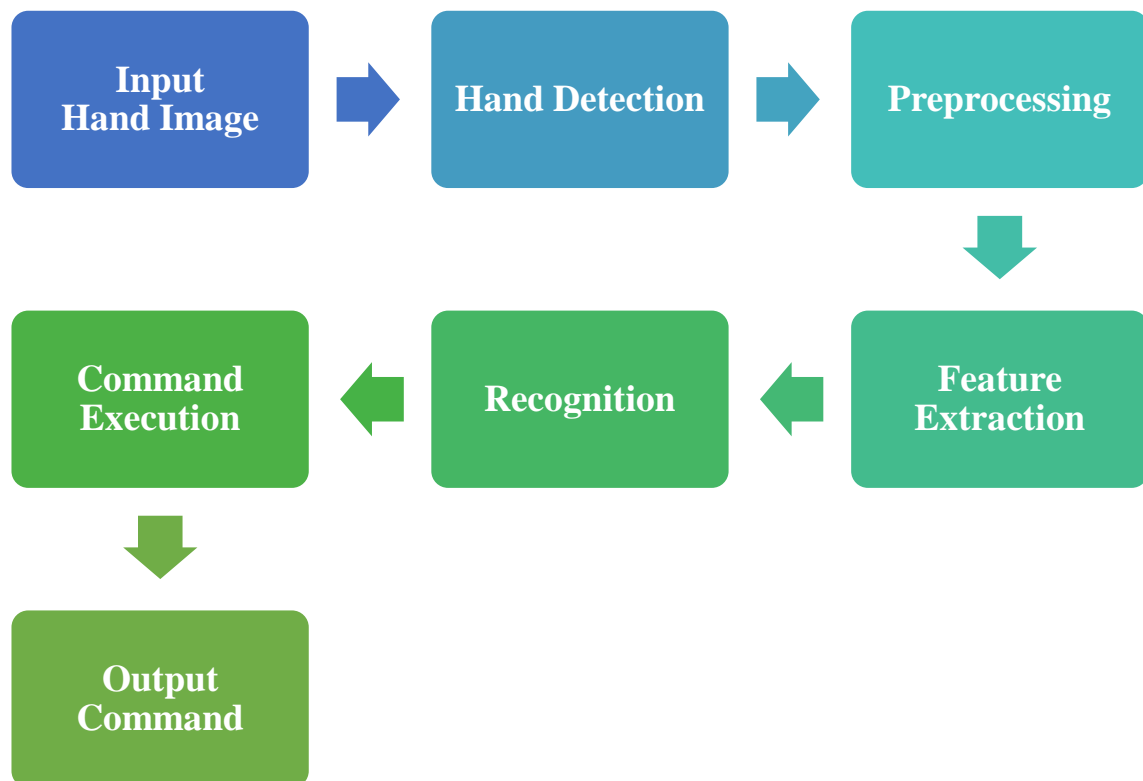 Input
Hand Image
Hand Detection
Preprocessing
Feature
Extraction
Recognition
Command
Execution
Output
Command